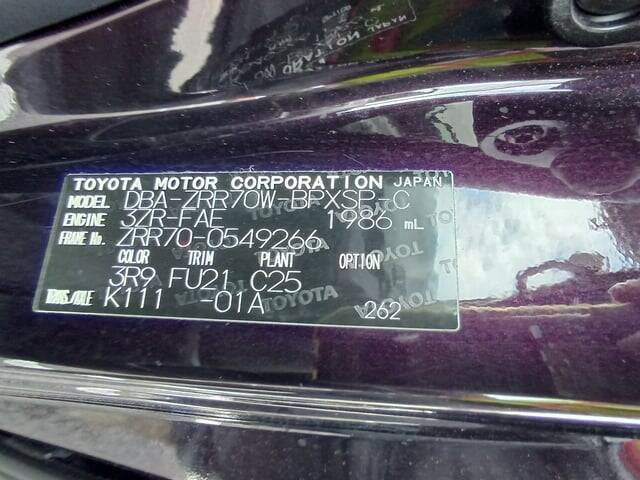 TOYOTA MOTOR CORPORATION JAPAN
MODEL DBA-ZRR70W-BPXSP-C
ENGINE 3ZR-FAE 1986 mL
FRAME No. ZRR70-0549266
COLOR TRIM PLANT OPTION
3R9 FU21 C25
TRANS/AXLE K111 -01A 262